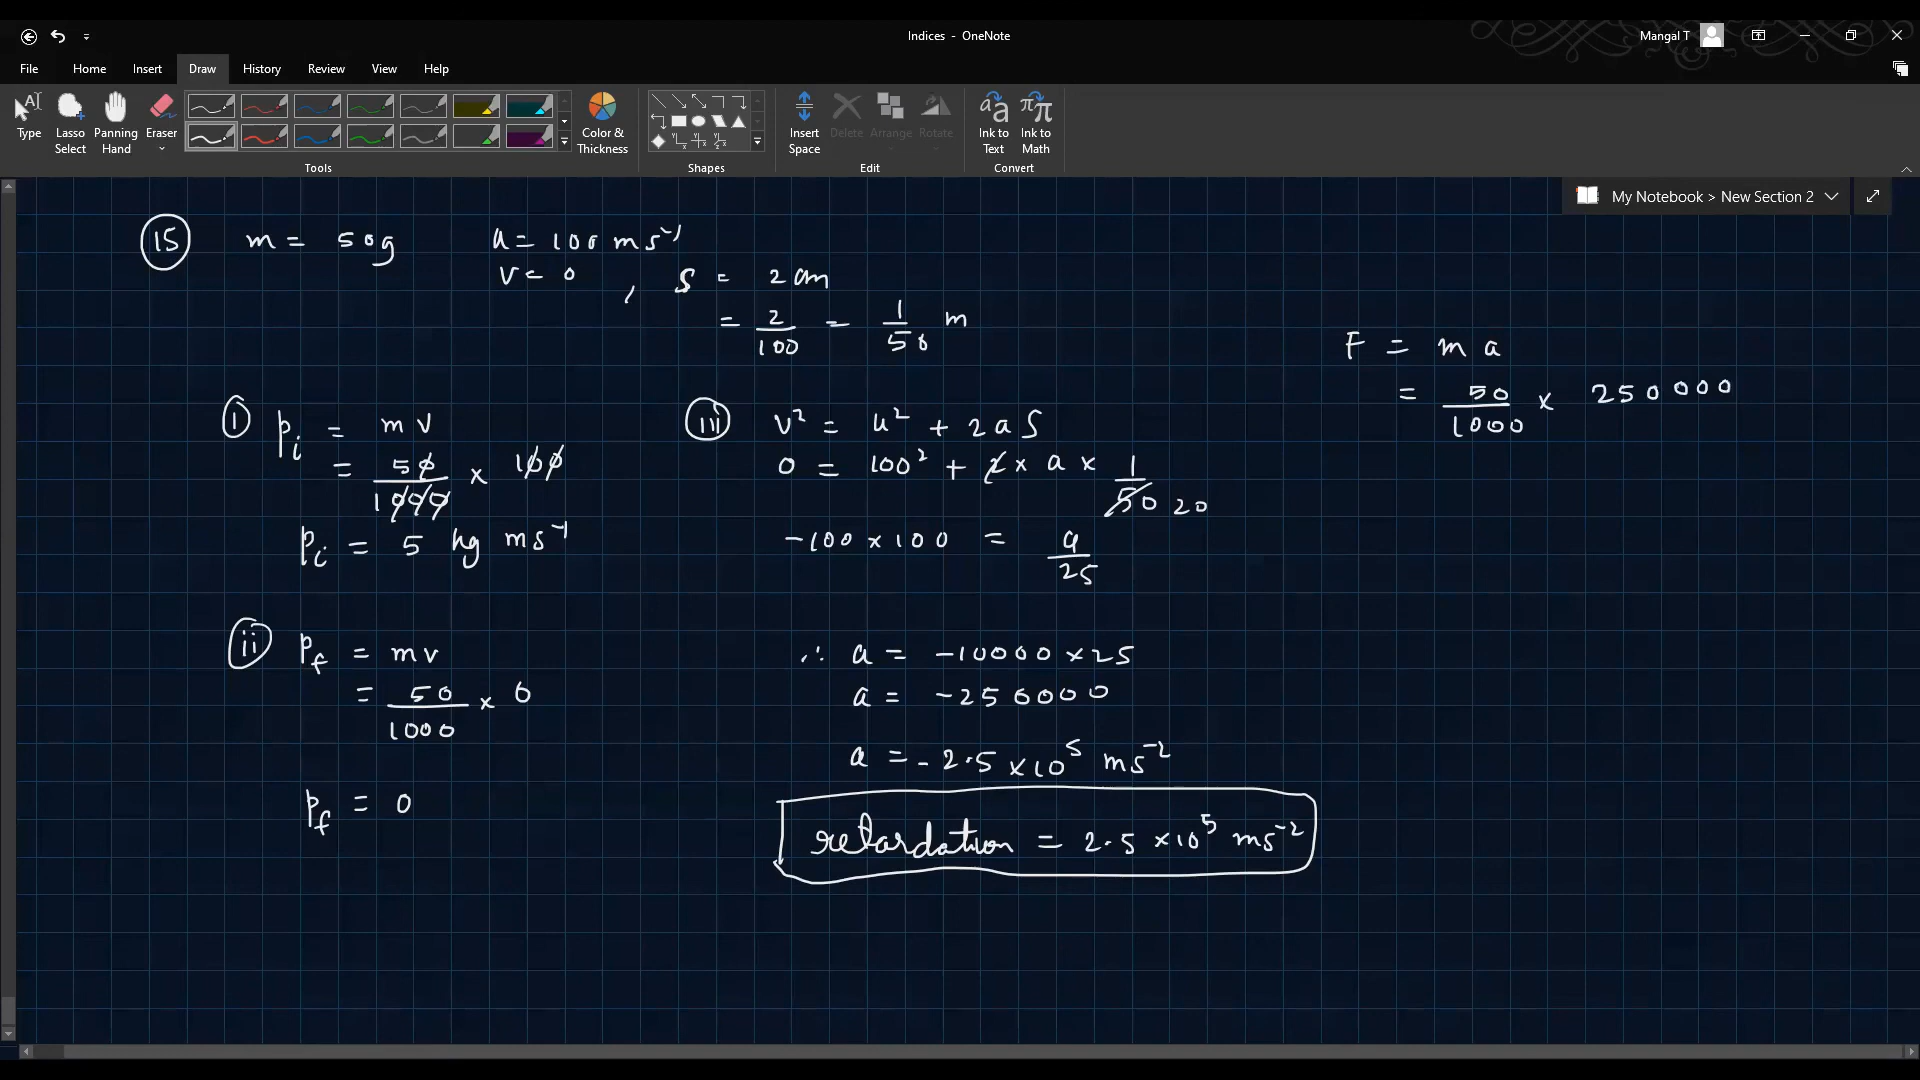 Indices - OneNote
Mangal T
File Home Insert Draw History Review View Help
Type
Lasso Select
Panning Hand
Eraser
Color & Thickness
Insert Space
Delete
Arrange
Rotate
Ink to Text
Ink to Math
Tools
Shapes
Edit
Convert
My Notebook > New Section 2
15 m = 50g u = 100 ms⁻¹
v = 0 , S = 2 cm
= 2/100 = 1/50 m
i Pi = mv
= 50/1000 × 100
Pi = 5 kg ms⁻¹
ii Pf = mv
= 50/1000 × 0
Pf = 0
iii v² = u² + 2aS
0 = 100² + 2 × a × 1/50 20
-100 × 100 = a/25
∴ a = -10000 × 25
a = -250000
a = -2.5 × 10⁵ ms⁻²
retardation = 2.5 × 10⁵ ms⁻²
F = ma
= 50/1000 × 250000